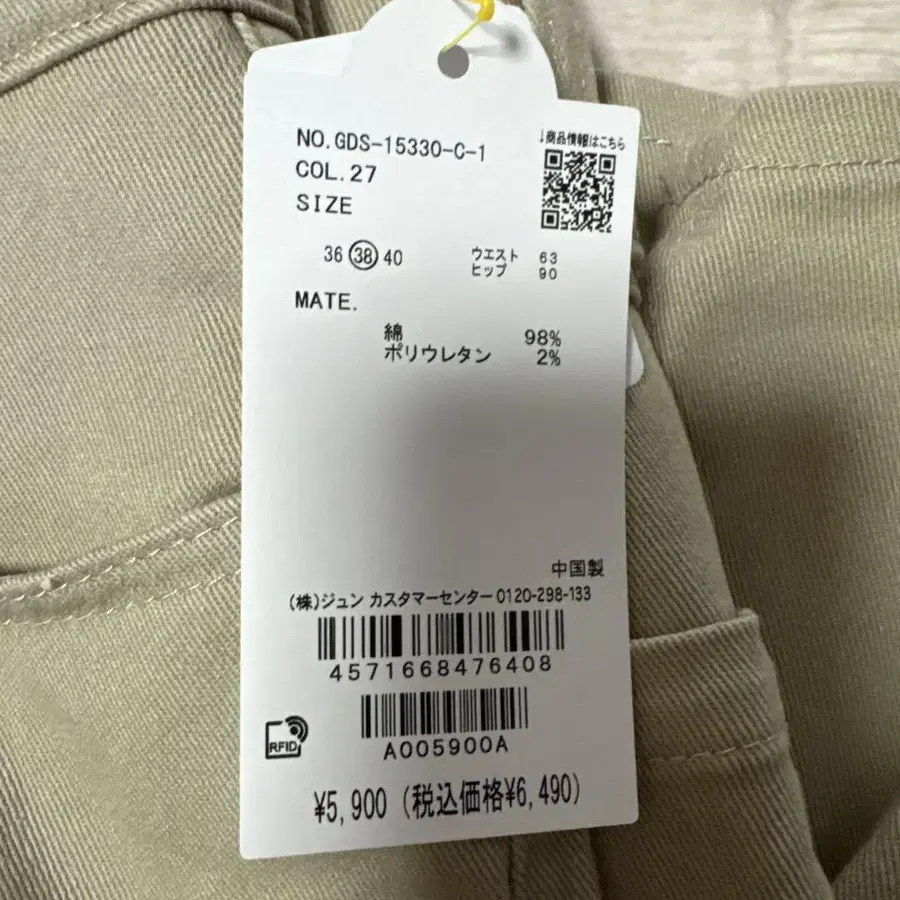 NO.GDS-15330-C-1
↓商品情報はこちら
COL.27
SIZE
36 38 40
ウエスト 63
ヒップ 90
MATE.
綿 98%
ポリウレタン 2%
中国製
(株)ジュン カスタマーセンター 0120-298-133
4571668476408
RFID
A005900A
¥5,900(税込価格¥6,490)